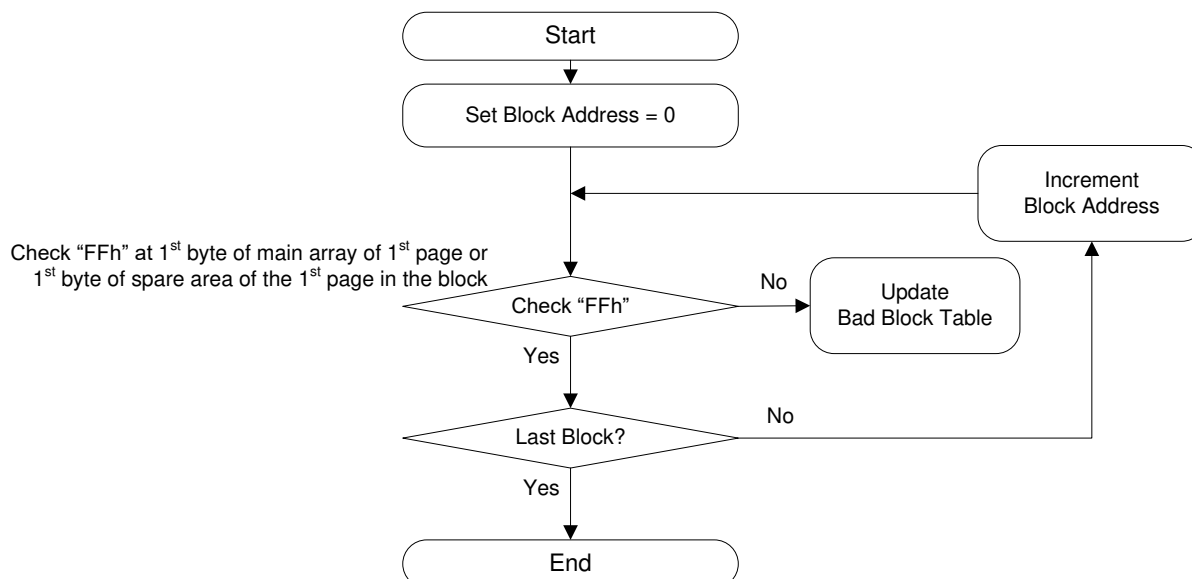 Start
Set Block Address = 0
Increment
Block Address
Check “FFh” at 1st byte of main array of 1st page or
1st byte of spare area of the 1st page in the block
Check “FFh”
No
Update
Bad Block Table
Yes
Last Block?
No
Yes
End